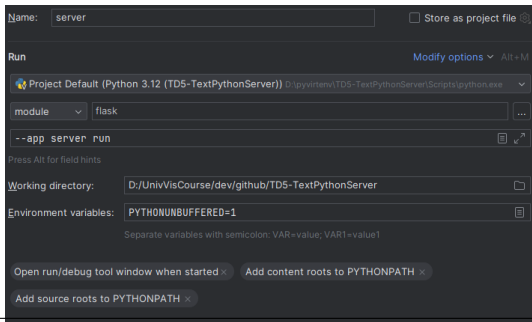 Name: server Store as project file
Run Modify options Alt+M
Project Default (Python 3.12 (TD5-TextPythonServer)) D:\pyvirtenv\TD5-TextPythonServer\Scripts\python.exe
module flask ...
--app server run
Press Alt for field hints
Working directory: D:/UnivVisCourse/dev/github/TD5-TextPythonServer
Environment variables: PYTHONUNBUFFERED=1
Separate variables with semicolon: VAR=value; VAR1=value1
Open run/debug tool window when started × Add content roots to PYTHONPATH ×
Add source roots to PYTHONPATH ×